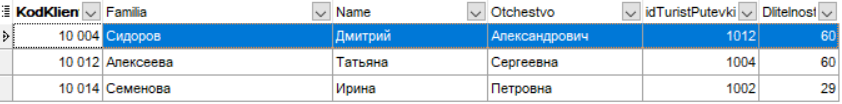 KodKlien Familia Name Otchestvo idTuristPutevki Dlitelnost
10 004 Сидоров Дмитрий Александрович 1012 60
10 012 Алексеева Татьяна Сергеевна 1004 60
10 014 Семенова Ирина Петровна 1002 29